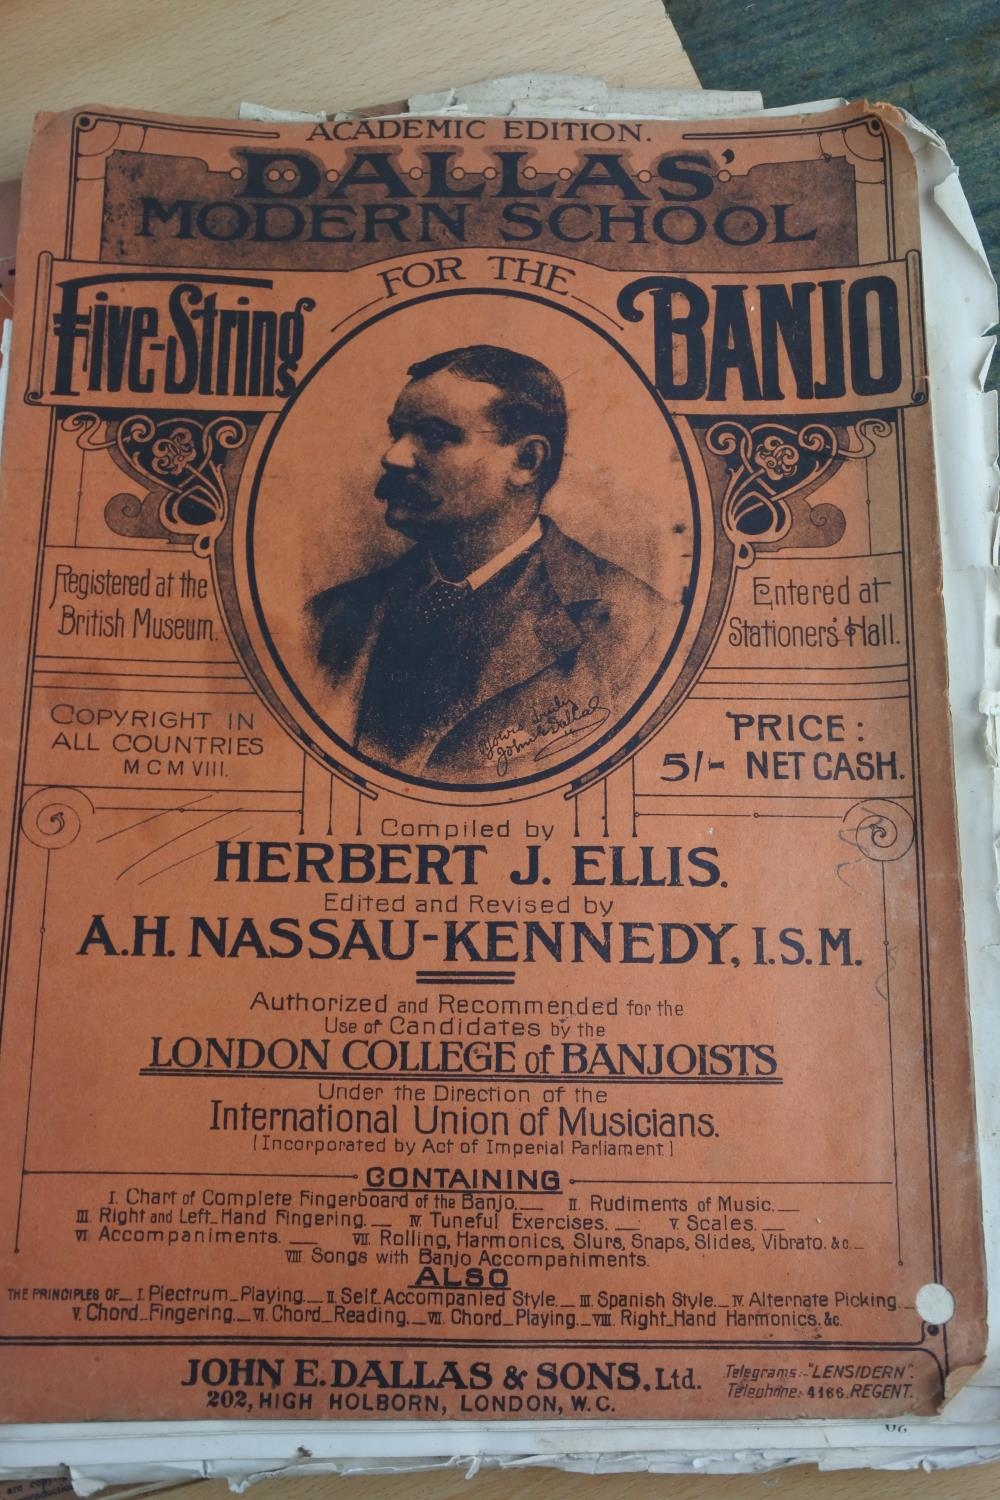 ACADEMIC EDITION.
DALLAS'
MODERN SCHOOL
FOR THE
Five-String BANJO
Registered at the
British Museum.
Entered at
Stationers' Hall.
Yours truly
John E Dallas
COPYRIGHT IN
ALL COUNTRIES
MCMVIII.
PRICE:
5/- NET CASH.
Compiled by
HERBERT J. ELLIS.
Edited and Revised by
A.H. NASSAU-KENNEDY, I.S.M.
Authorized and Recommended for the
Use of Candidates by the
LONDON COLLEGE of BANJOISTS
Under the Direction of the
International Union of Musicians.
(Incorporated by Act of Imperial Parliament)
CONTAINING
I. Chart of Complete Fingerboard of the Banjo.— II. Rudiments of Music.—
III. Right and Left-Hand Fingering.— IV. Tuneful Exercises.— V. Scales.—
VI. Accompaniments.— VII. Rolling, Harmonics, Slurs, Snaps, Slides, Vibrato. &c—
VIII. Songs with Banjo Accompaniments.
ALSO
THE PRINCIPLES OF— I. Plectrum-Playing.— II. Self-Accompanied Style.— III. Spanish Style.— IV. Alternate Picking.
V. Chord-Fingering.— VI. Chord-Reading.— VII. Chord-Playing.— VIII. Right-Hand Harmonics. &c.
JOHN E. DALLAS & SONS, Ltd.
202, HIGH HOLBORN, LONDON, W.C.
Telegrams:- "LENSIDERN".
Telephone: 4166. REGENT.